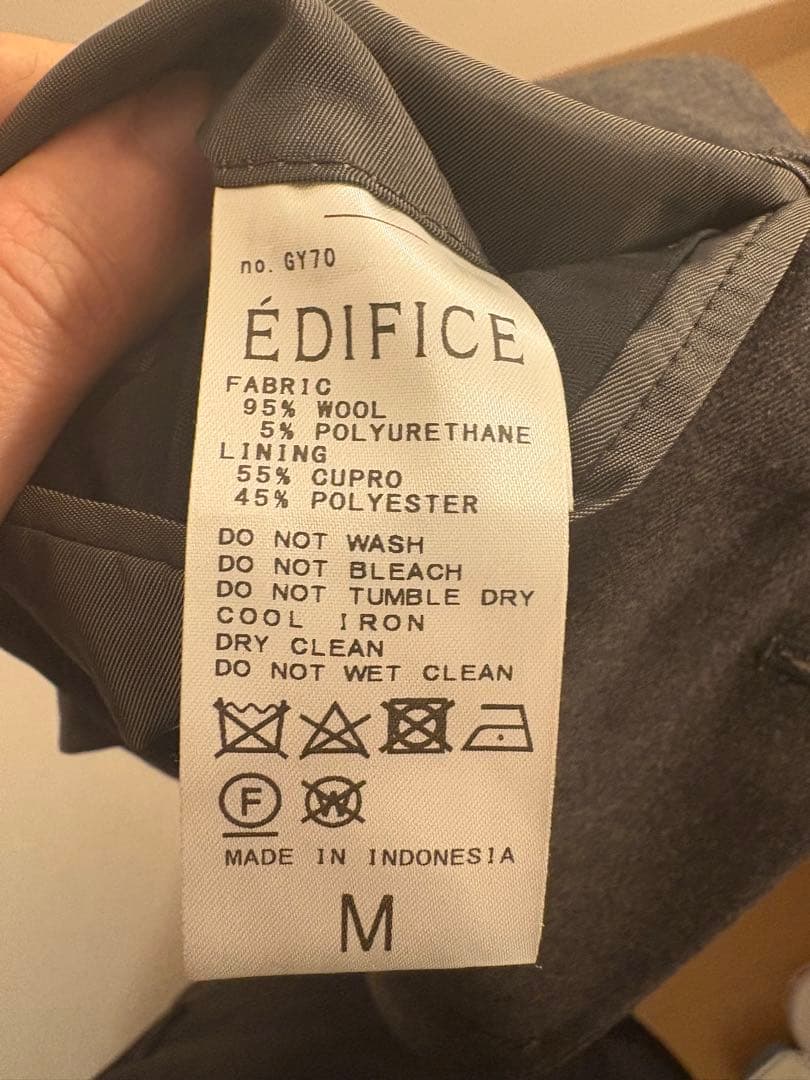 no. GY70
ÉDIFICE
FABRIC
95% WOOL
5% POLYURETHANE
LINING
55% CUPRO
45% POLYESTER
DO NOT WASH
DO NOT BLEACH
DO NOT TUMBLE DRY
COOL IRON
DRY CLEAN
DO NOT WET CLEAN
F W
MADE IN INDONESIA
M